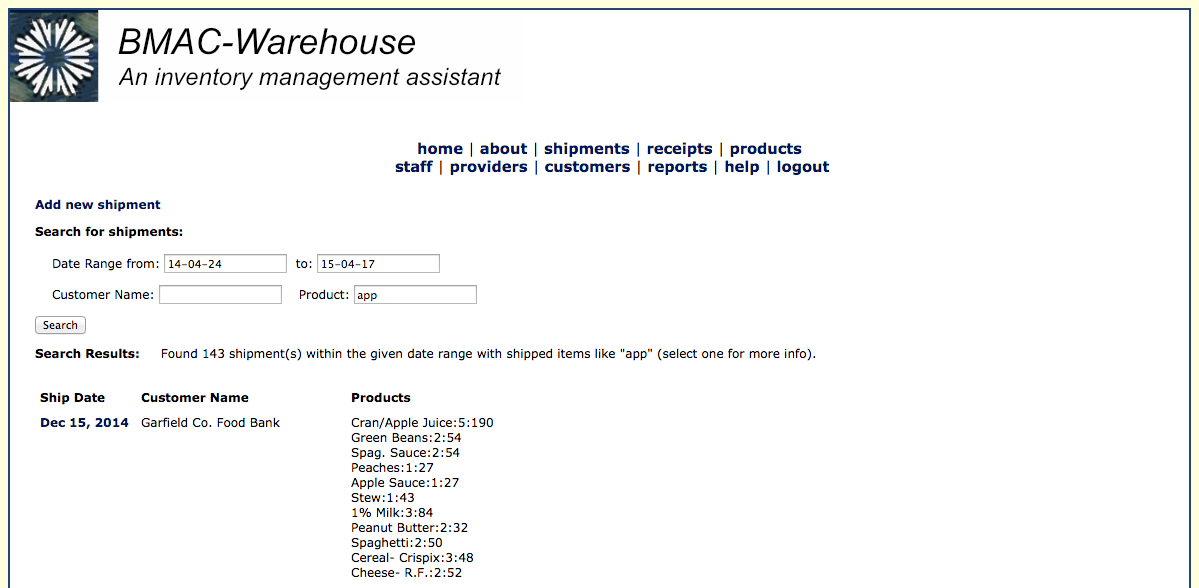 BMAC-Warehouse
An inventory management assistant
home | about | shipments | receipts | products
staff | providers | customers | reports | help | logout
Add new shipment
Search for shipments:
Date Range from: 14-04-24 to: 15-04-17
Customer Name: Product: app
Search
Search Results: Found 143 shipment(s) within the given date range with shipped items like "app" (select one for more info).
Ship Date Customer Name Products
Dec 15, 2014 Garfield Co. Food Bank Cran/Apple Juice:5:190
Green Beans:2:54
Spag. Sauce:2:54
Peaches:1:27
Apple Sauce:1:27
Stew:1:43
1% Milk:3:84
Peanut Butter:2:32
Spaghetti:2:50
Cereal- Crispix:3:48
Cheese- R.F.:2:52